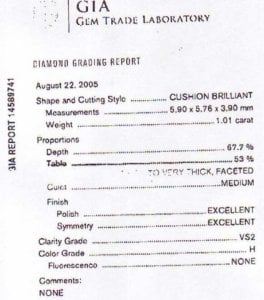 GIA
GEM TRADE LABORATORY
DIAMOND GRADING REPORT
GIA REPORT 14589741
August 22, 2005
Shape and Cutting Style CUSHION BRILLIANT
Measurements 5.90 x 5.76 x 3.90 mm
Weight 1.01 carat
Proportions
Depth 67.7 %
Table 53 %
TO VERY THICK, FACETED
Culet MEDIUM
Finish
Polish EXCELLENT
Symmetry EXCELLENT
Clarity Grade VS2
Color Grade H
Fluorescence NONE
Comments:
NONE